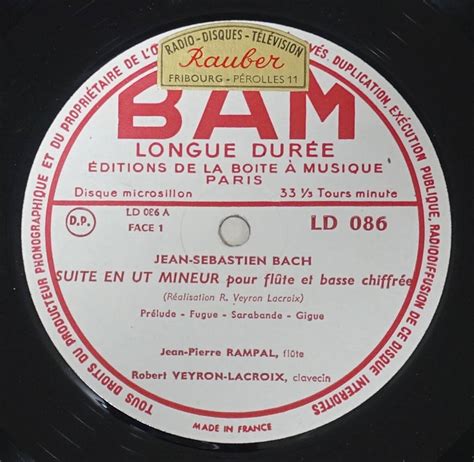 RADIO-DISQUES-TÉLÉVISION
Rauber
FRIBOURG - PÉROLLES 11
TOUS DROITS DU PRODUCTEUR PHONOGRAPHIQUE ET DU PROPRIÉTAIRE DE L'O
VÉS, DUPLICATION, EXÉCUTION PUBLIQUE, RADIODIFFUSION DE CE DISQUE INTERDITES
BAM
LONGUE DURÉE
ÉDITIONS DE LA BOITE À MUSIQUE
PARIS
Disque microsillon 33 ⅓ Tours minute
D.P. LD 086 A LD 086
FACE 1
JEAN-SEBASTIEN BACH
SUITE EN UT MINEUR pour flûte et basse chiffrée
(Réalisation R. Veyron Lacroix)
Prélude - Fugue - Sarabande - Gigue
Jean-Pierre RAMPAL, flûte
Robert VEYRON-LACROIX, clavecin
MADE IN FRANCE